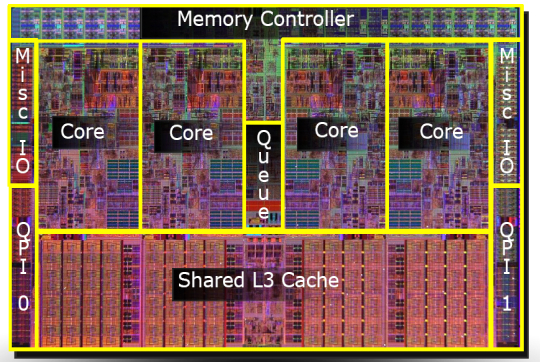 Memory Controller
Misc IO
Core
Core
Queue
Core
Core
Misc IO
QPI 0
Shared L3 Cache
QPI 1